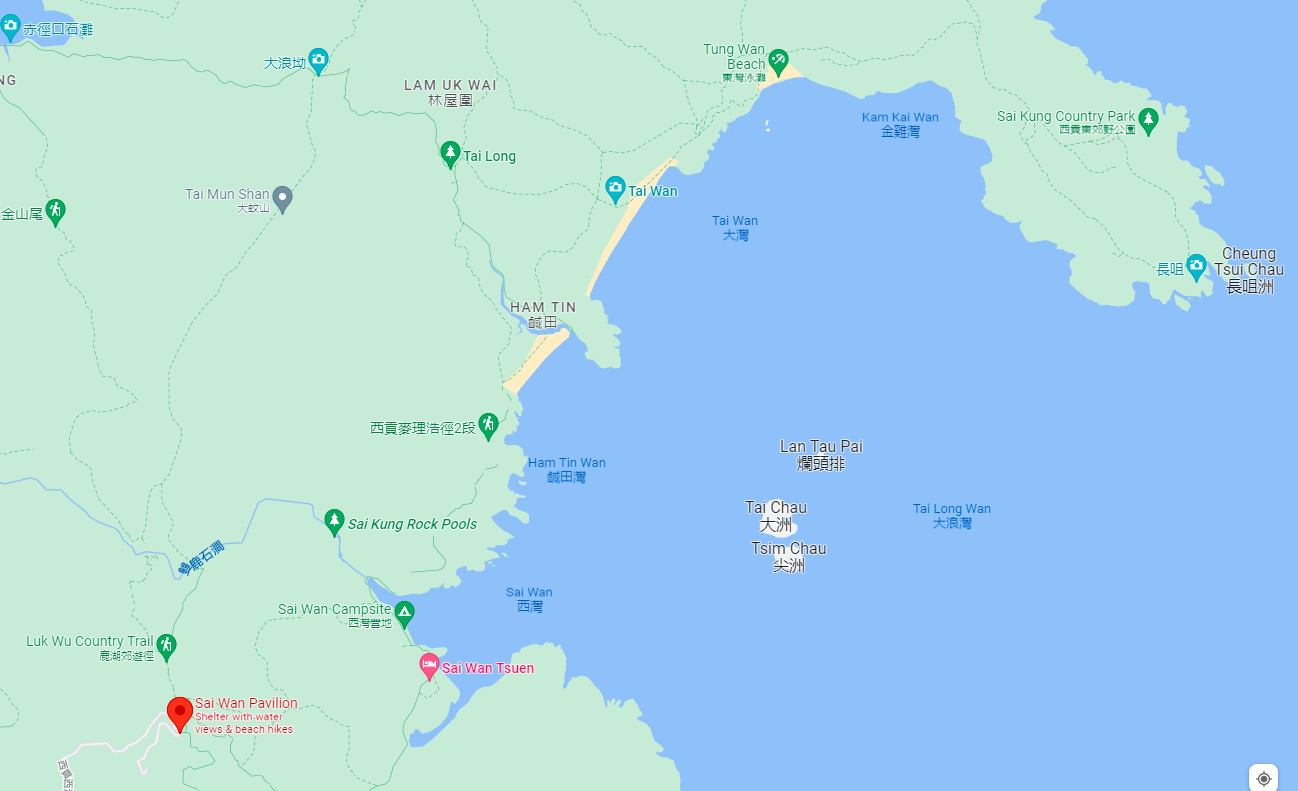 赤徑口石灘
大浪坳
NG
LAM UK WAI
林屋圍
Tung Wan
Beach
東灣泳灘
Kam Kai Wan
金雞灣
Sai Kung Country Park
西貢東郊野公園
Tai Long
Tai Wan
Tai Mun Shan
大蚊山
金山尾
Tai Wan
大灣
Cheung
Tsui Chau
長咀洲
長咀
HAM TIN
鹹田
西貢麥理浩徑2段
Ham Tin Wan
鹹田灣
Lan Tau Pai
爛頭排
Tai Chau
大洲
Tai Long Wan
大浪灣
Sai Kung Rock Pools
Tsim Chau
尖洲
雙鹿石澗
Sai Wan
西灣
Sai Wan Campsite
西灣營地
Luk Wu Country Trail
鹿湖郊遊徑
Sai Wan Tsuen
Sai Wan Pavilion
Shelter with water
views & beach hikes